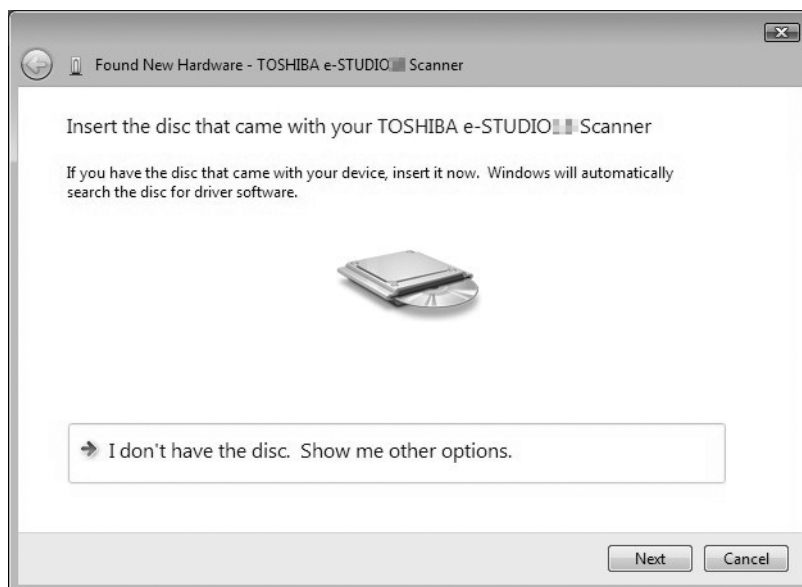 Found New Hardware - TOSHIBA e-STUDIO Scanner
Insert the disc that came with your TOSHIBA e-STUDIO Scanner
If you have the disc that came with your device, insert it now. Windows will automatically
search the disc for driver software.
I don't have the disc. Show me other options.
Next
Cancel